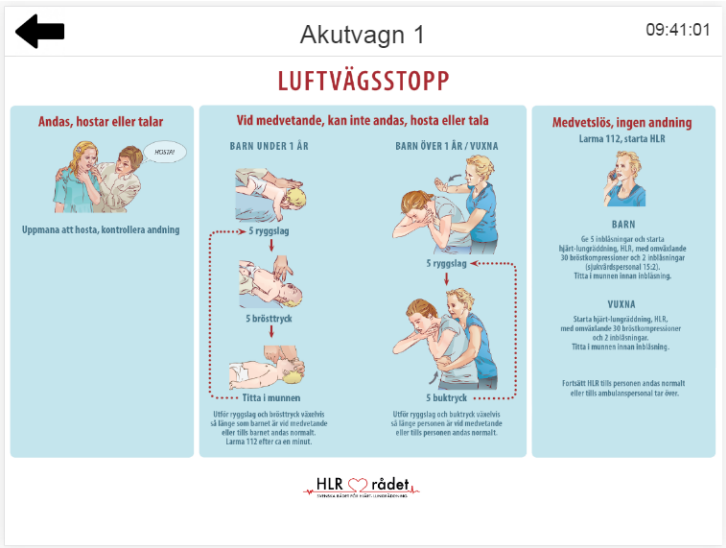 Akutvagn 1
09:41:01
LUFTVÄGSSTOPP
Andas, hostar eller talar
HOSTA!
Uppmana att hosta, kontrollera andning
Vid medvetande, kan inte andas, hosta eller tala
BARN UNDER 1 ÅR
5 ryggslag
5 brösttryck
Titta i munnen
Utför ryggslag och brösttryck växelvis
så länge som barnet är vid medvetande
eller tills barnet andas normalt.
Larma 112 efter ca en minut.
BARN ÖVER 1 ÅR / VUXNA
5 ryggslag
5 buktryck
Utför ryggslag och buktryck växelvis
så länge personen är vid medvetande
eller tills personen andas normalt.
Medvetslös, ingen andning
Larma 112, starta HLR
BARN
Ge 5 inblåsningar och starta
hjärt-lungräddning, HLR, med omväxlande
30 bröstkompressioner och 2 inblåsningar
(sjukvårdspersonal 15:2).
Titta i munnen innan inblåsning.
VUXNA
Starta hjärt-lungräddning, HLR,
med omväxlande 30 bröstkompressioner
och 2 inblåsningar.
Titta i munnen innan inblåsning.
Fortsätt HLR tills personen andas normalt
eller tills ambulanspersonal tar över.
HLR rådet
SVENSKA RÅDET FÖR HJÄRT-LUNGRÄDDNING